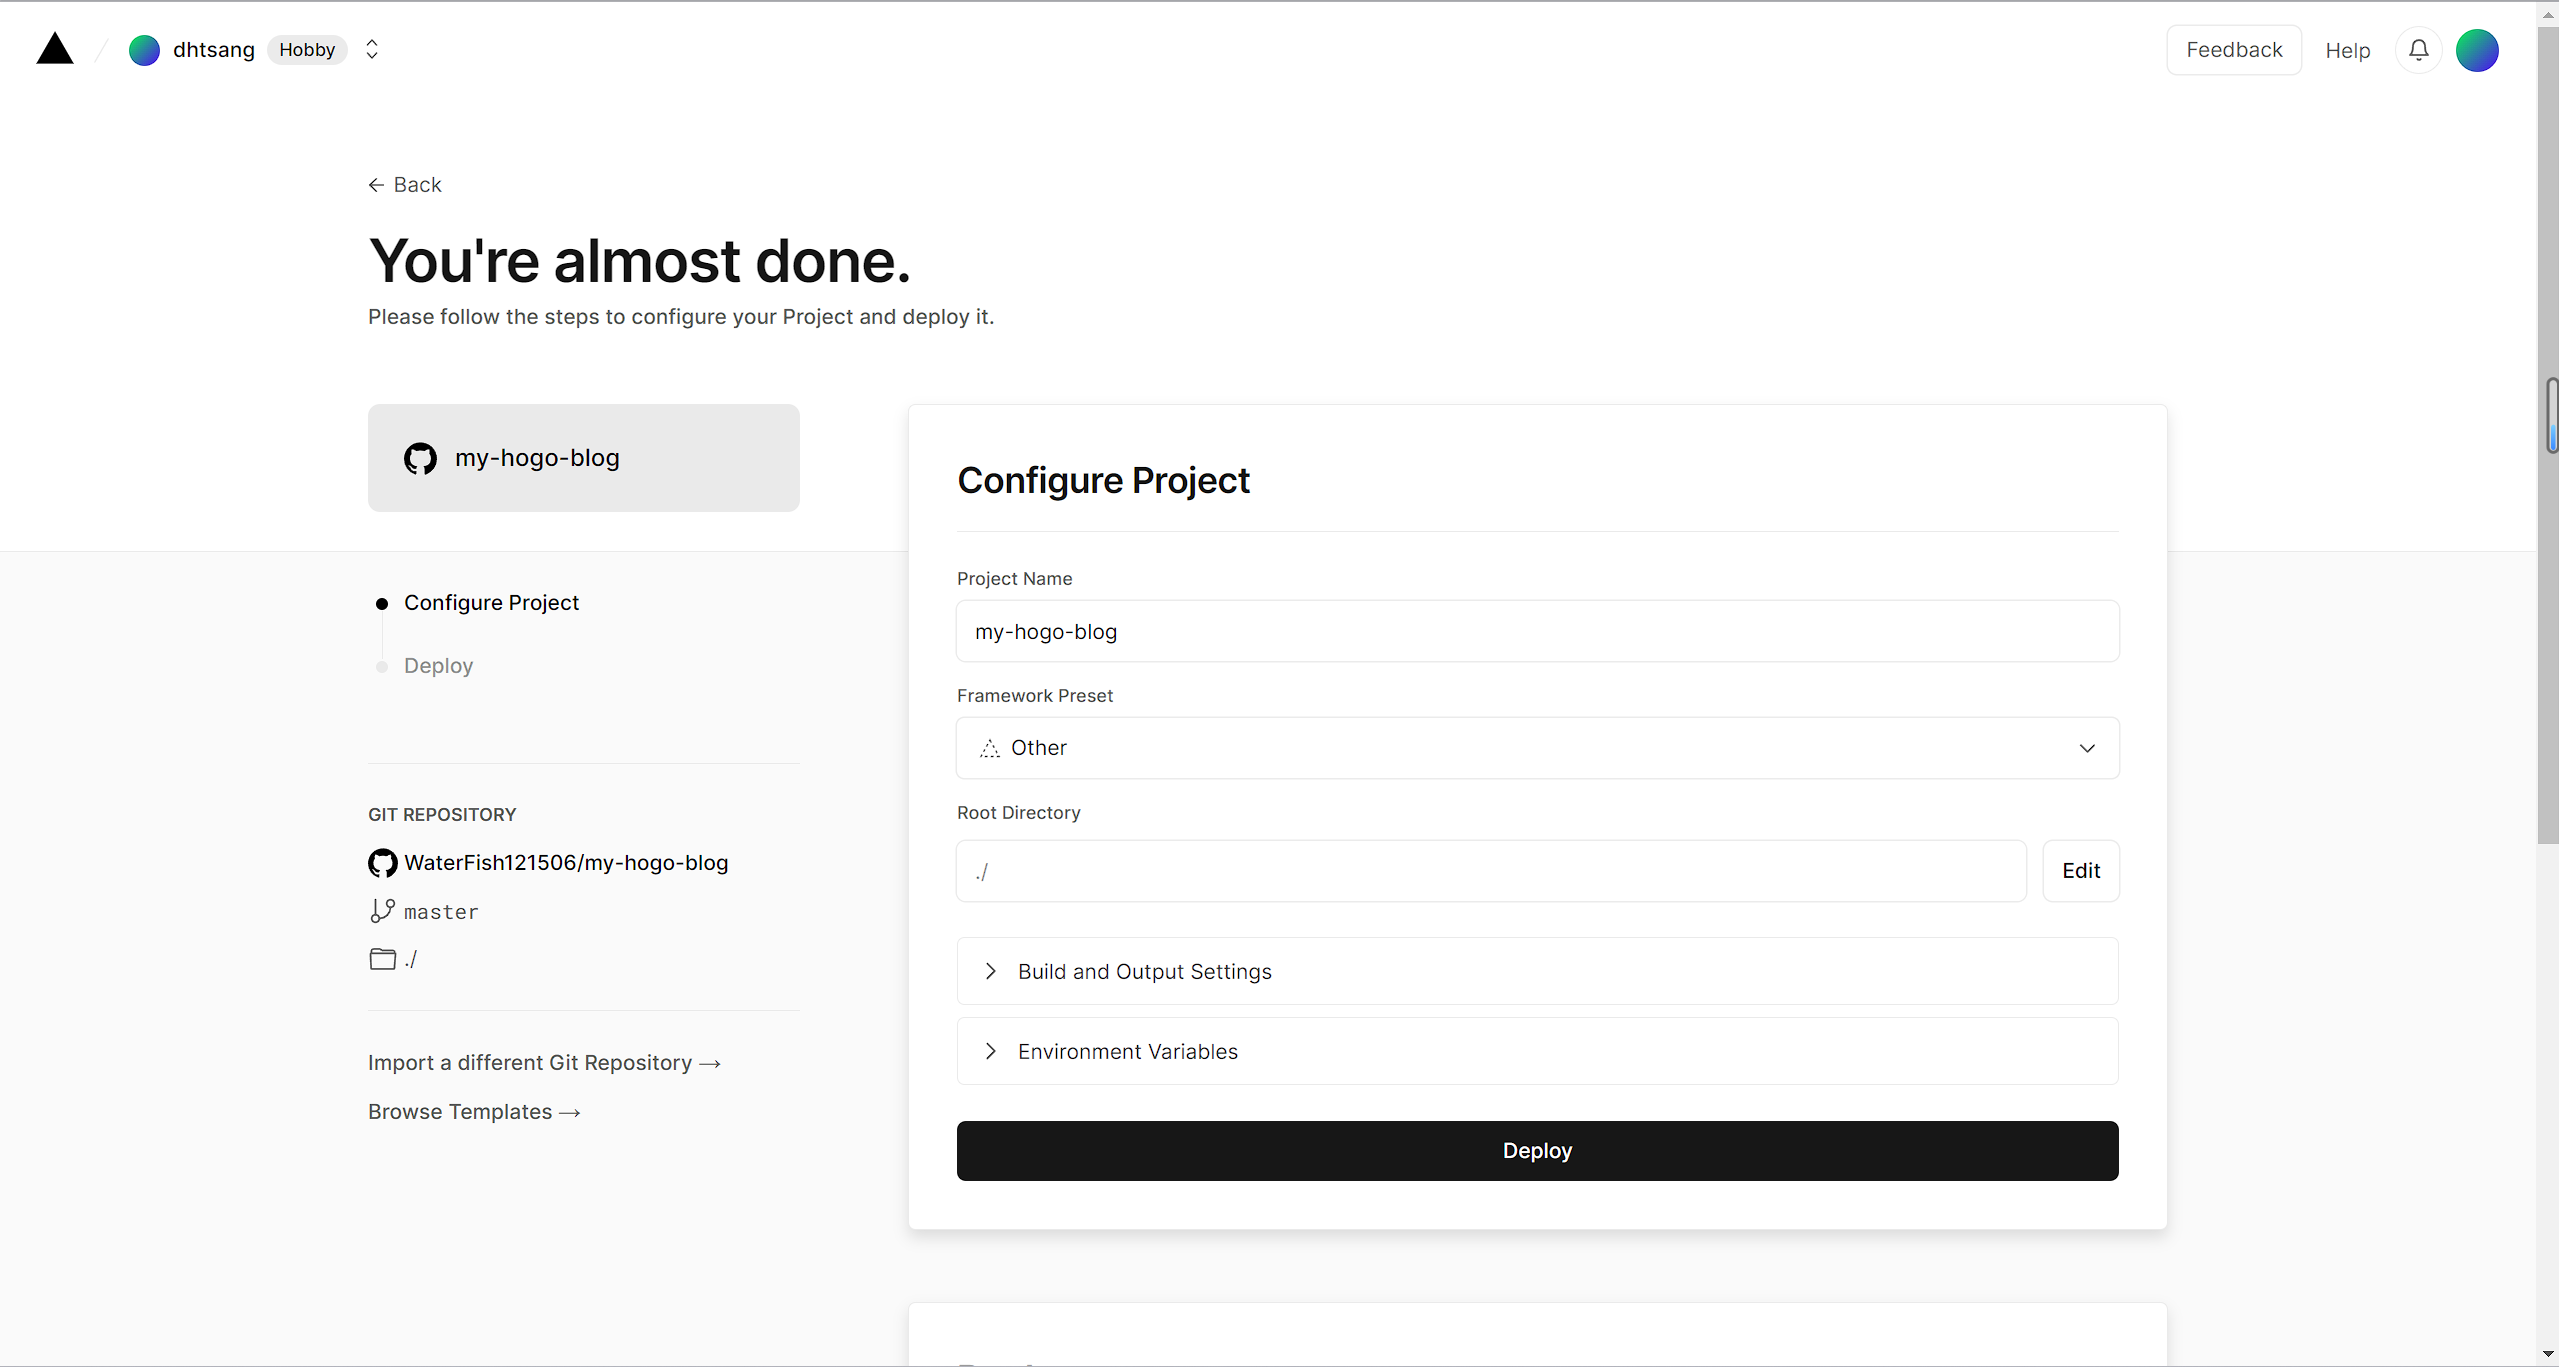 dhtsang Hobby
Feedback Help
← Back
You're almost done.
Please follow the steps to configure your Project and deploy it.
my-hogo-blog
Configure Project
Deploy
GIT REPOSITORY
WaterFish121506/my-hogo-blog
master
./
Import a different Git Repository →
Browse Templates →
Configure Project
Project Name
my-hogo-blog
Framework Preset
Other
Root Directory
./ Edit
Build and Output Settings
Environment Variables
Deploy